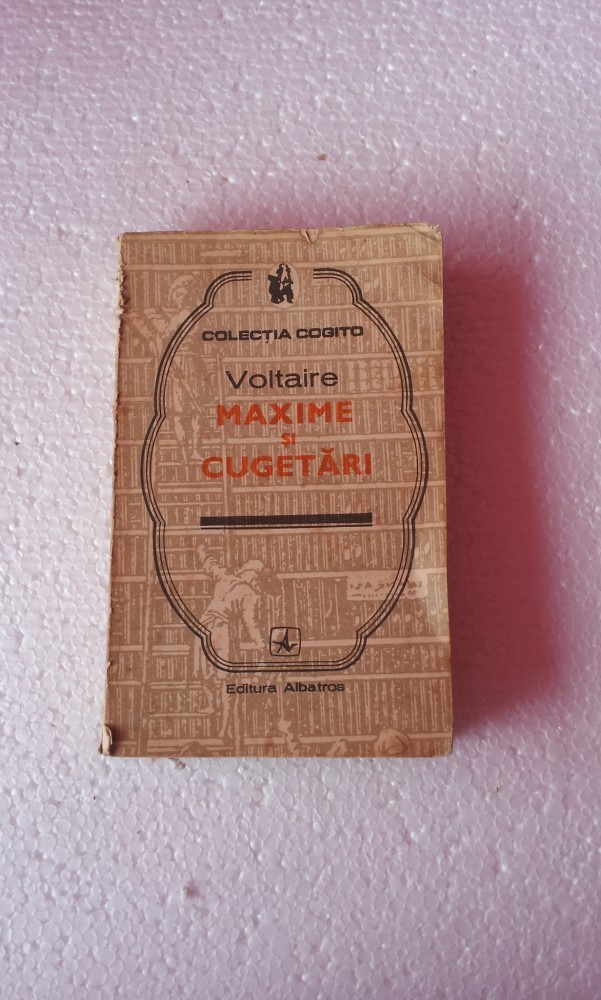 COLECȚIA COGITO
Voltaire
MAXIME
ȘI
CUGETĂRI
Editura Albatros